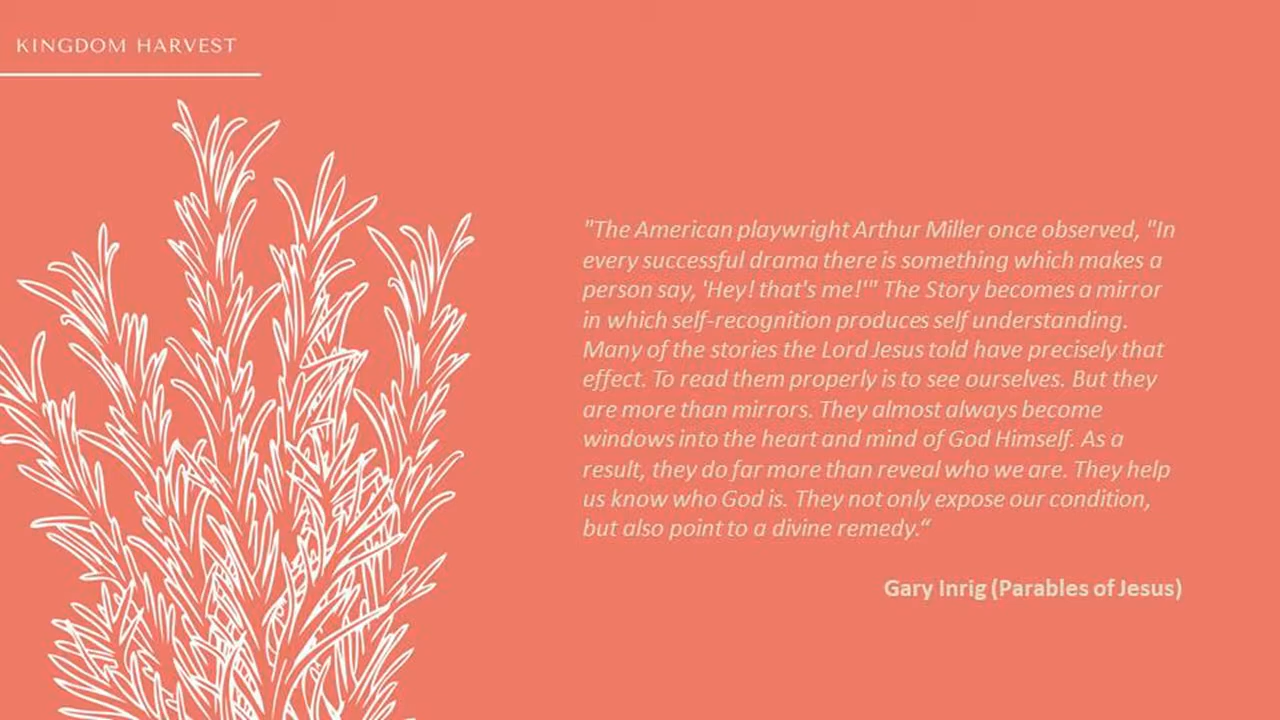 KINGDOM HARVEST
"The American playwright Arthur Miller once observed, "In
every successful drama there is something which makes a
person say, 'Hey! that's me!'" The Story becomes a mirror
in which self-recognition produces self understanding.
Many of the stories the Lord Jesus told have precisely that
effect. To read them properly is to see ourselves. But they
are more than mirrors. They almost always become
windows into the heart and mind of God Himself. As a
result, they do far more than reveal who we are. They help
us know who God is. They not only expose our condition,
but also point to a divine remedy.“
Gary Inrig (Parables of Jesus)